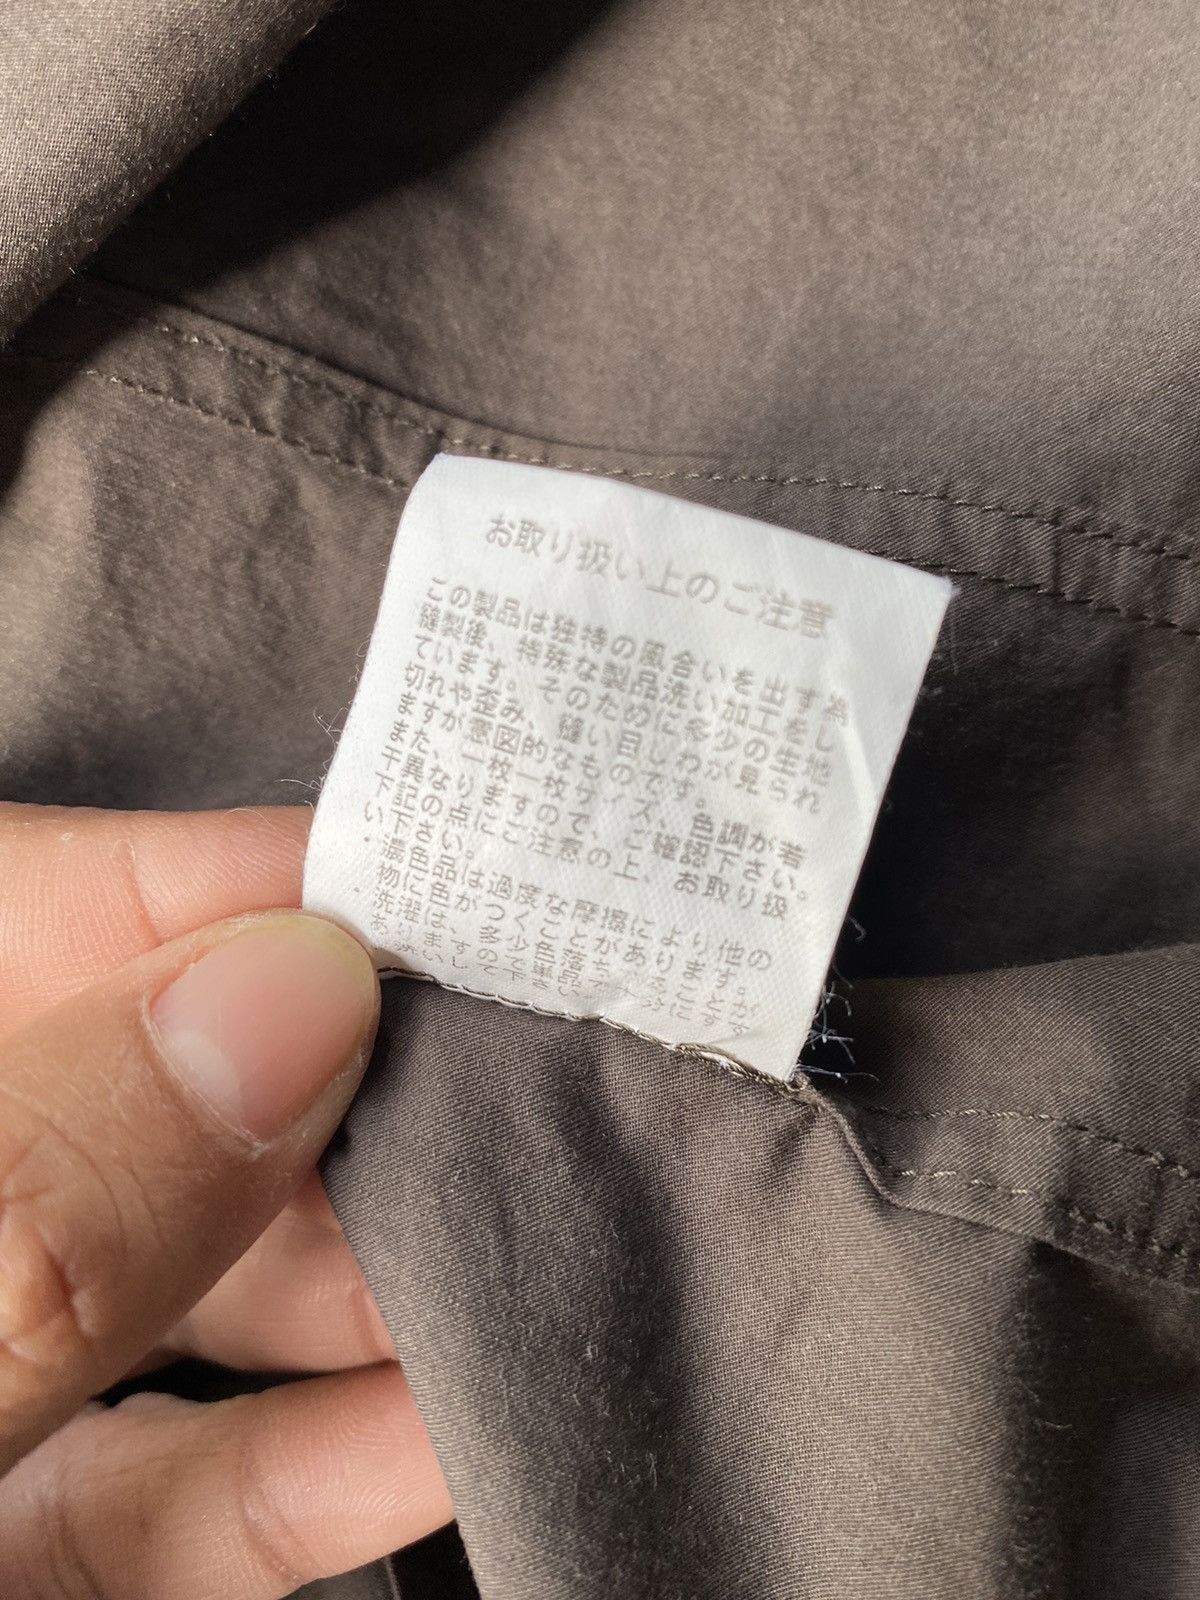 お取り扱い上のご注意
この製品は独特の風合いを出す為
縫製後、特殊な製品洗い加工をし
ています。そのために多少の生地
切れや歪み、縫い目じわが見られ
ますが意図的なものです。
また、一枚一枚サイズ、色調が若
干異なりますので、ご確認下さい。
下記の点にご注意の上、お取り扱
い下さい。
・濃色品は過度な摩擦により他の
物に色がつくことがあります。